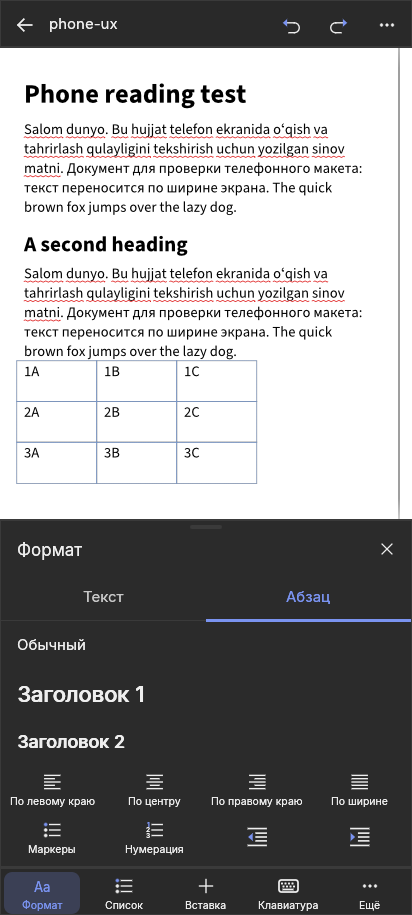 phone-ux
Phone reading test
Salom dunyo. Bu hujjat telefon ekranida oʻqish va
tahrirlash qulayligini tekshirish uchun yozilgan sinov
matni. Документ для проверки телефонного макета:
текст переносится по ширине экрана. The quick
brown fox jumps over the lazy dog.
A second heading
Salom dunyo. Bu hujjat telefon ekranida oʻqish va
tahrirlash qulayligini tekshirish uchun yozilgan sinov
matni. Документ для проверки телефонного макета:
текст переносится по ширине экрана. The quick
brown fox jumps over the lazy dog.
1A 1B 1C
2A 2B 2C
3A 3B 3C
Формат
Текст Абзац
Обычный
Заголовок 1
Заголовок 2
По левому краю По центру По правому краю По ширине
Маркеры Нумерация
Aa
Формат Список Вставка Клавиатура Ещё